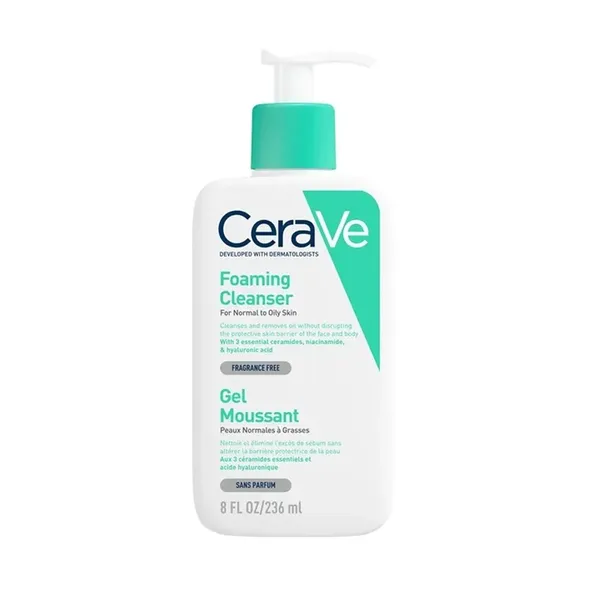 CeraVe
DEVELOPED WITH DERMATOLOGISTS
Foaming
Cleanser
For Normal to Oily Skin
Cleanses and removes oil without disrupting
the protective skin barrier of the face and body
With 3 essential ceramides, niacinamide,
& hyaluronic acid
FRAGRANCE FREE
Gel
Moussant
Peaux Normales à Grasses
Nettoie et élimine l'excès de sébum sans
altérer la barrière protectrice de la peau
Aux 3 céramides essentiels et
acide hyaluronique
SANS PARFUM
8 FL OZ/236 ml